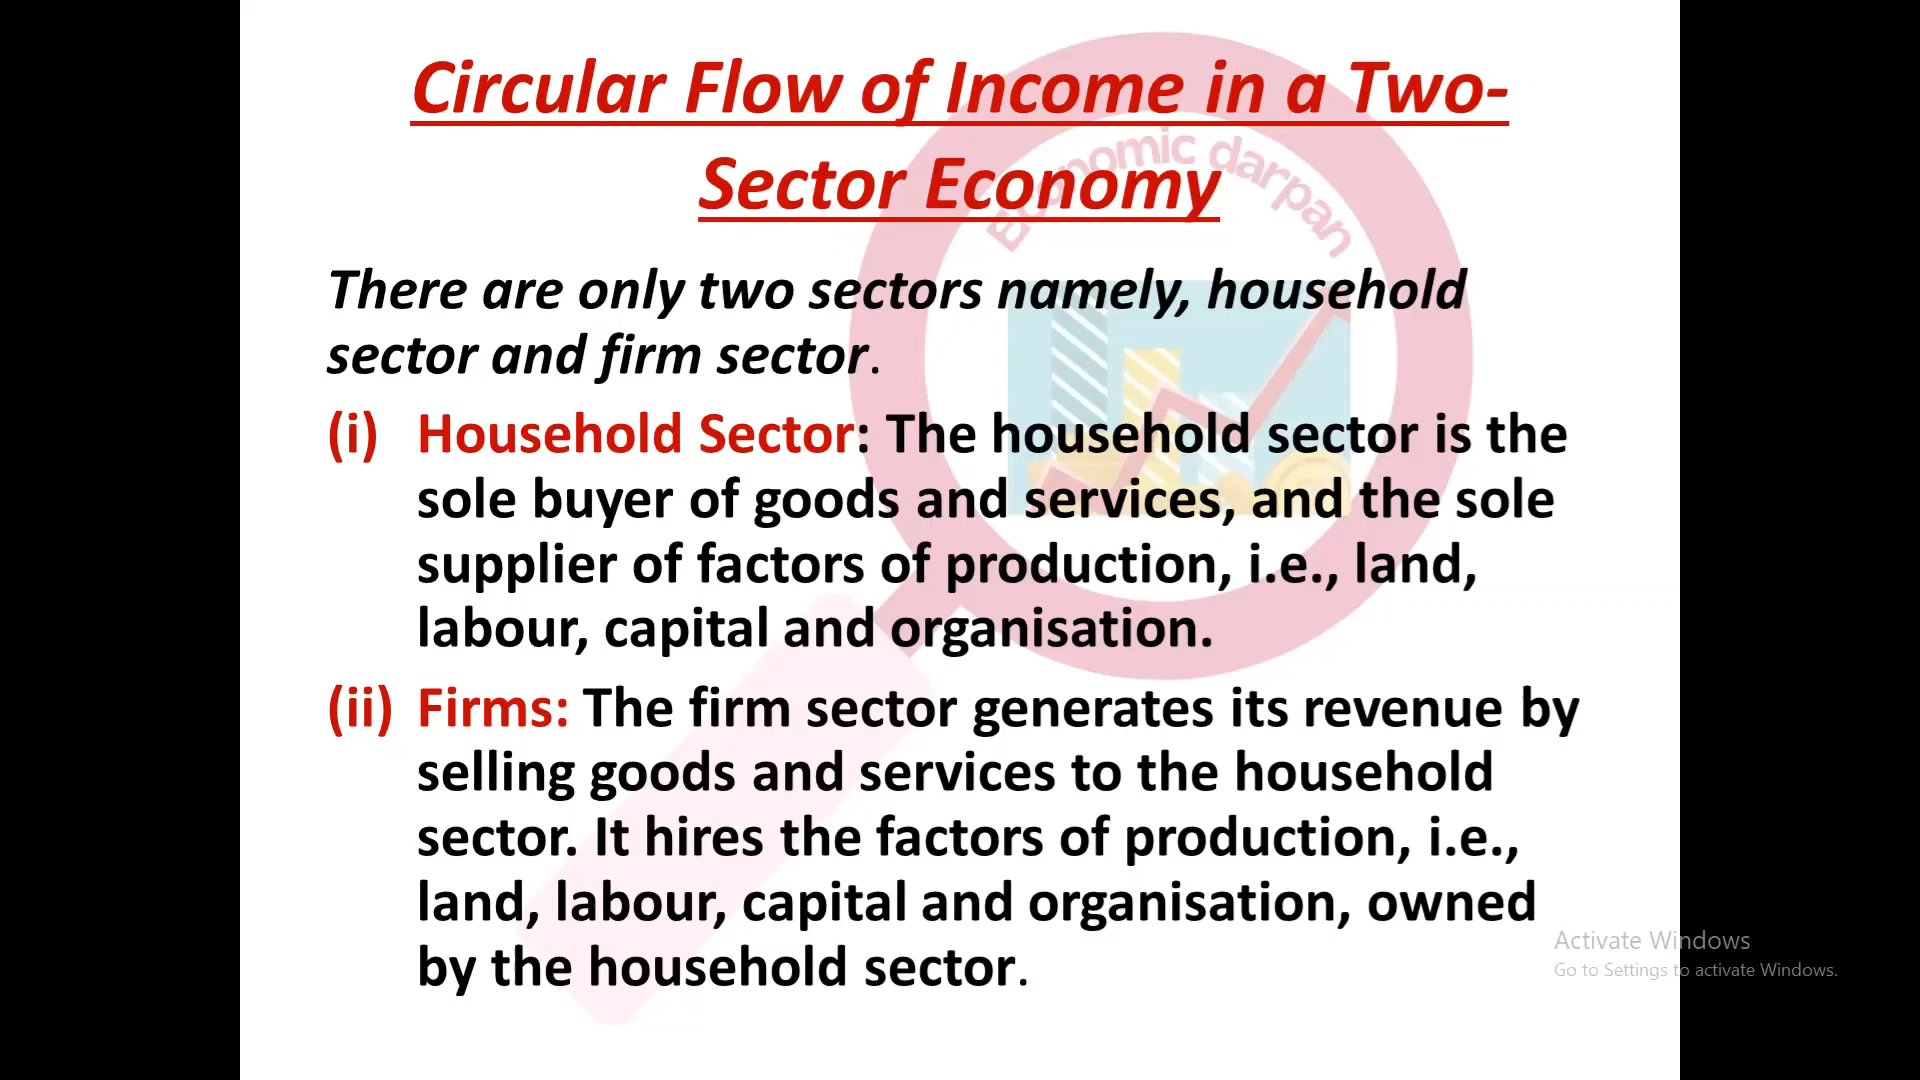 Circular Flow of Income in a Two-
Sector Economy
Economic darpan
There are only two sectors namely, household
sector and firm sector.
(i) Household Sector: The household sector is the
sole buyer of goods and services, and the sole
supplier of factors of production, i.e., land,
labour, capital and organisation.
(ii) Firms: The firm sector generates its revenue by
selling goods and services to the household
sector. It hires the factors of production, i.e.,
land, labour, capital and organisation, owned
by the household sector.
Activate Windows
Go to Settings to activate Windows.